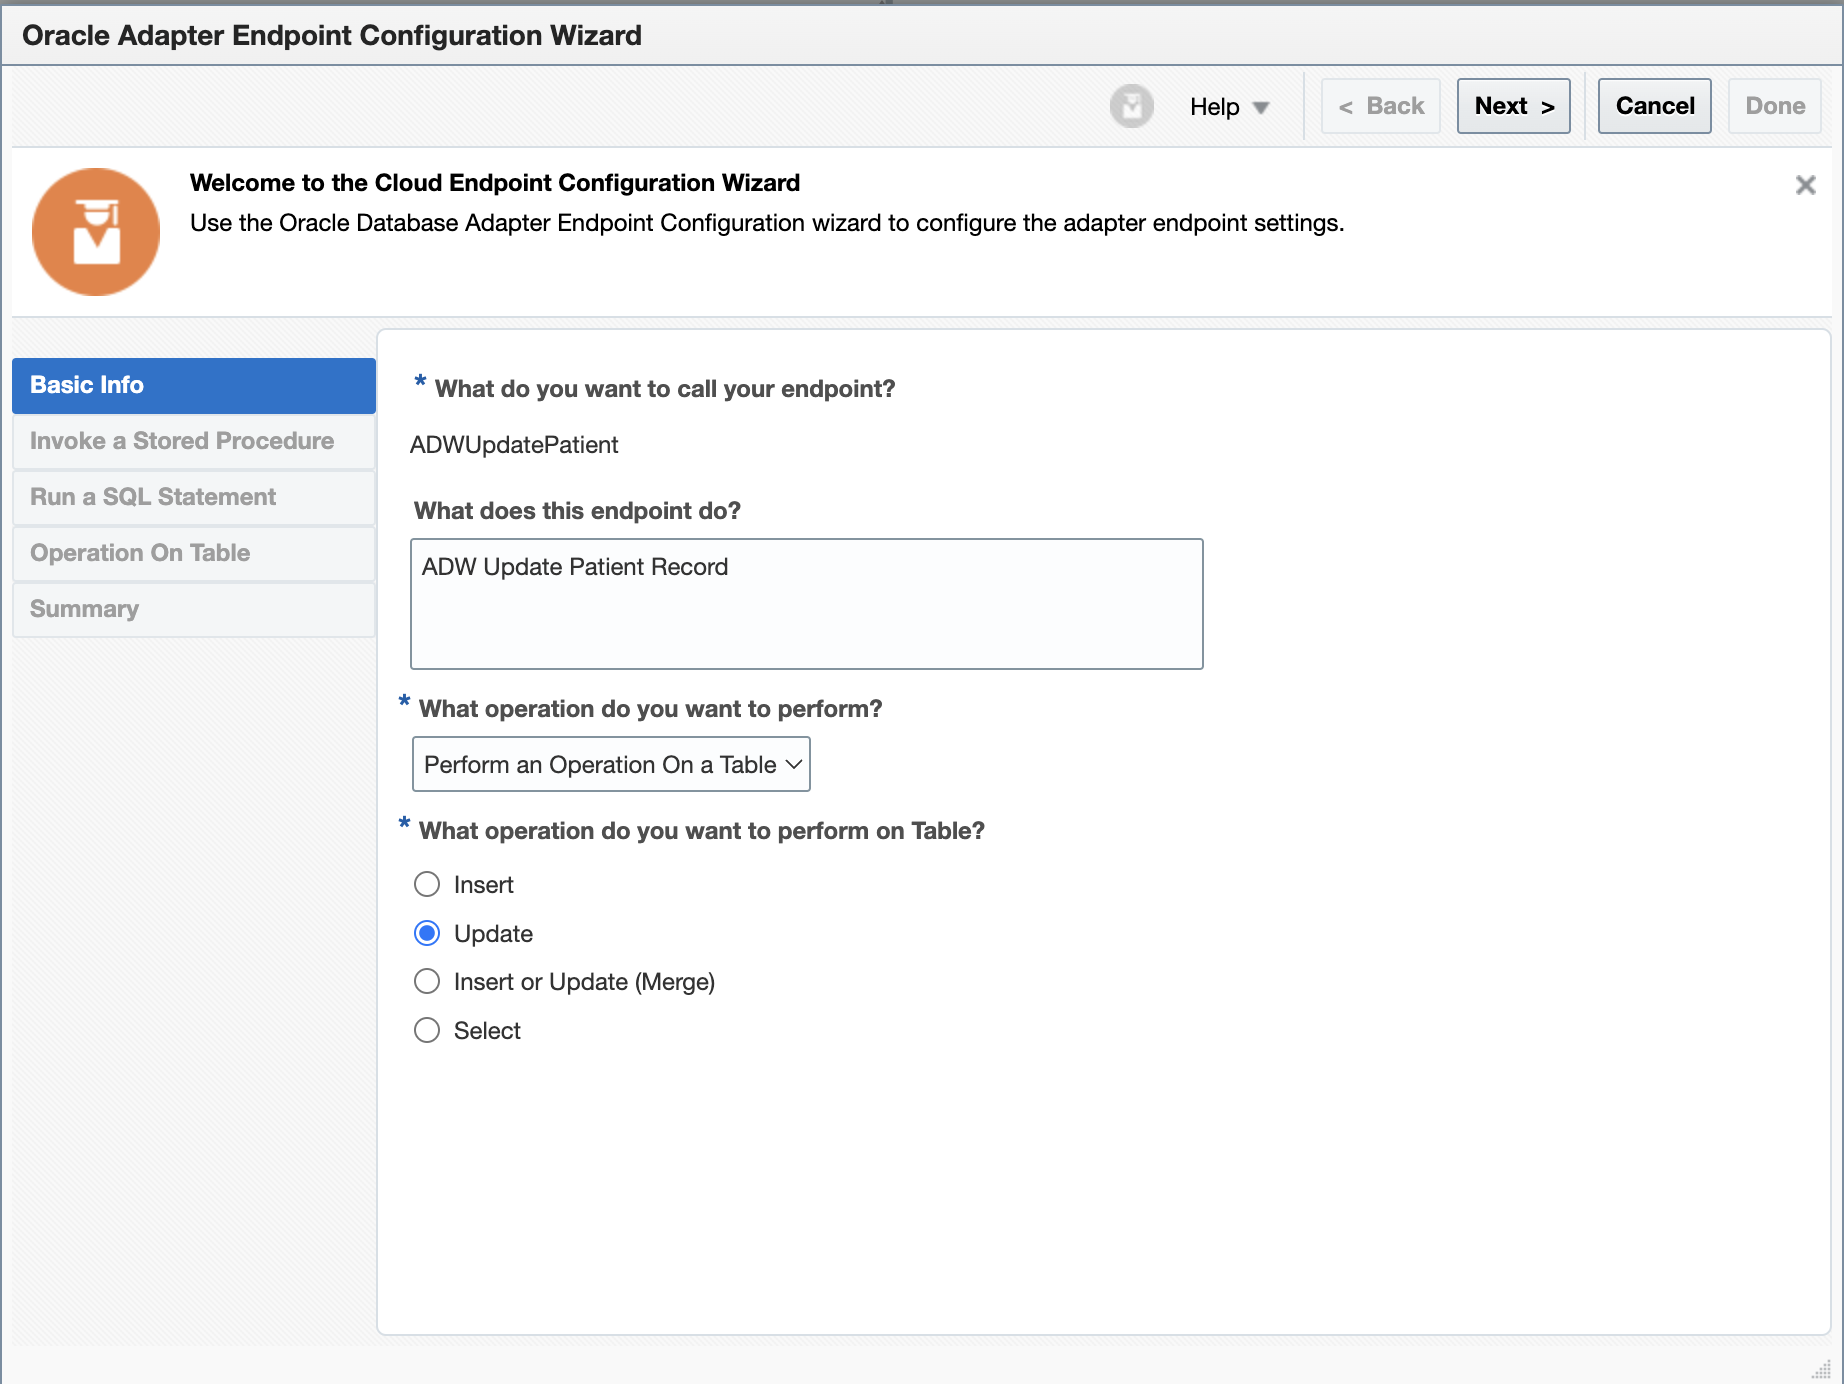 Oracle Adapter Endpoint Configuration Wizard
Help
< Back
Next >
Cancel
Done
Welcome to the Cloud Endpoint Configuration Wizard
Use the Oracle Database Adapter Endpoint Configuration wizard to configure the adapter endpoint settings.
Basic Info
Invoke a Stored Procedure
Run a SQL Statement
Operation On Table
Summary
* What do you want to call your endpoint?
ADWUpdatePatient
What does this endpoint do?
ADW Update Patient Record
* What operation do you want to perform?
Perform an Operation On a Table
* What operation do you want to perform on Table?
Insert
Update
Insert or Update (Merge)
Select